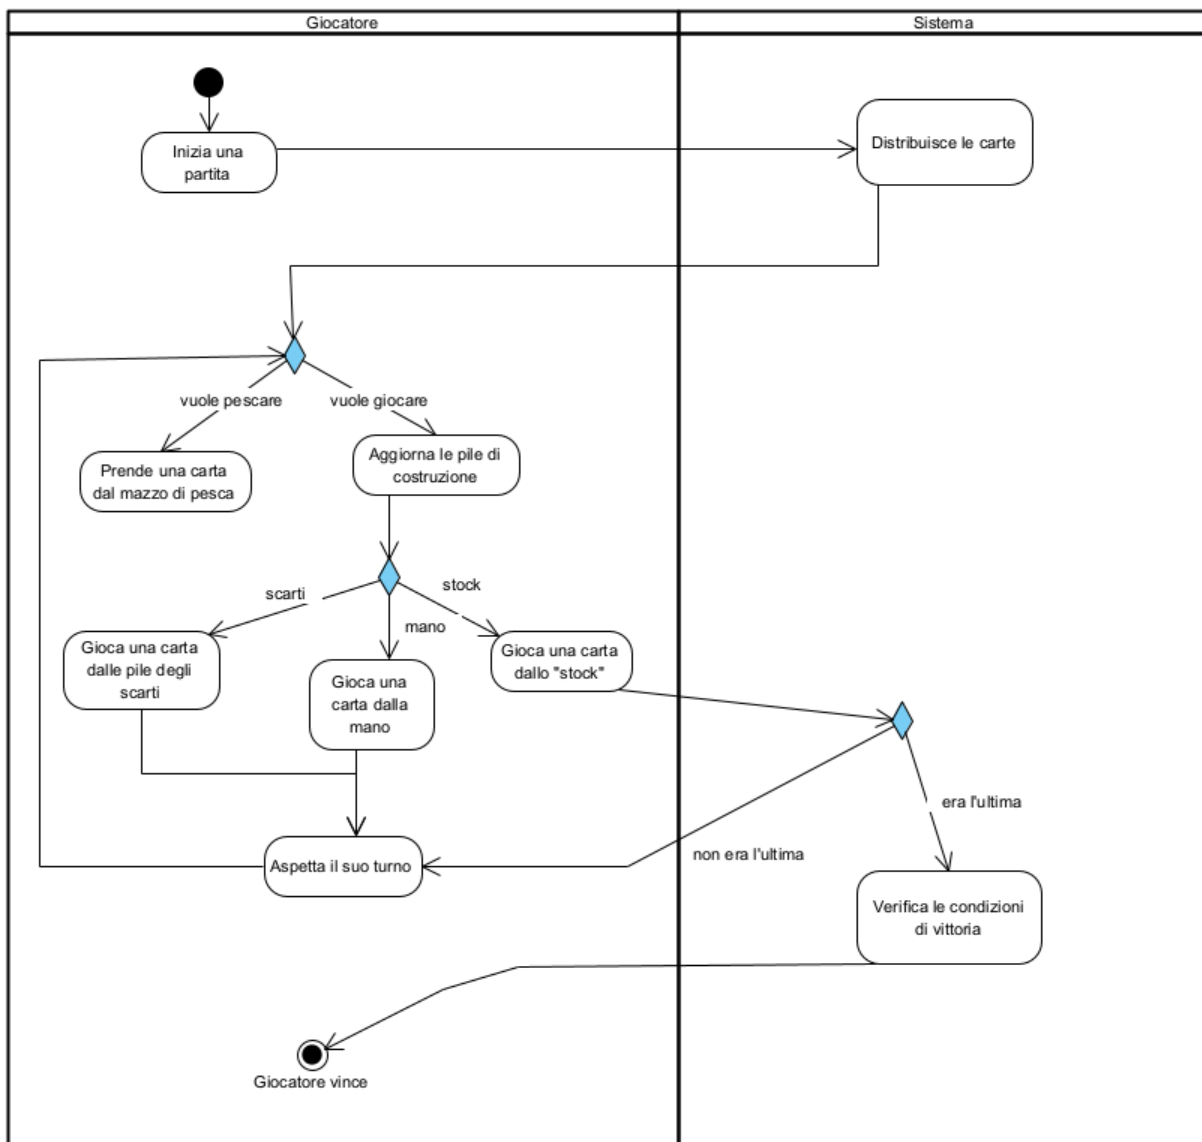 Giocatore
Sistema
Inizia una
partita
Distribuisce le carte
vuole pescare
vuole giocare
Prende una carta
dal mazzo di pesca
Aggiorna le pile di
costruzione
scarti
stock
mano
Gioca una carta
dalle pile degli
scarti
Gioca una
carta dalla
mano
Gioca una carta
dallo "stock"
era l'ultima
non era l'ultima
Aspetta il suo turno
Verifica le condizioni
di vittoria
Giocatore vince